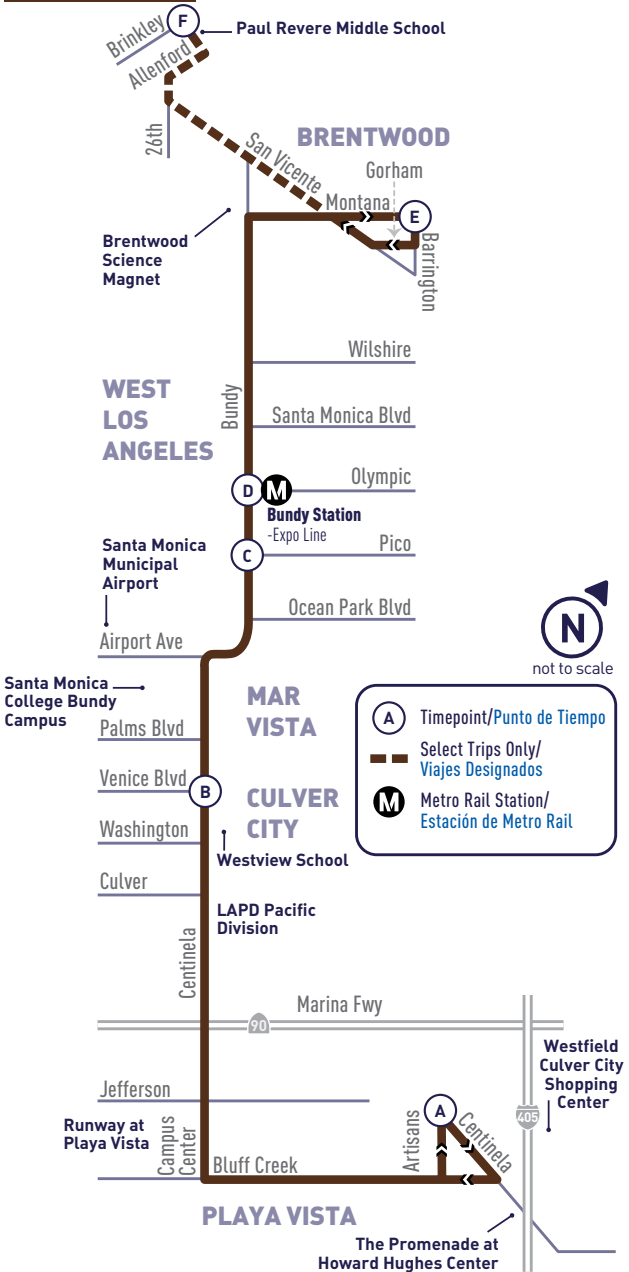 F
Paul Revere Middle School
Brinkley
Allenford
26th
San Vicente
BRENTWOOD
Gorham
Montana
E
Barrington
Brentwood
Science
Magnet
Wilshire
WEST
LOS
ANGELES
Bundy
Santa Monica Blvd
Olympic
D
M
Bundy Station
-Expo Line
Pico
C
Santa Monica
Municipal
Airport
Ocean Park Blvd
Airport Ave
N
not to scale
Santa Monica
College Bundy
Campus
MAR
VISTA
Palms Blvd
A
Timepoint/Punto de Tiempo
Select Trips Only/
Viajes Designados
M
Metro Rail Station/
Estación de Metro Rail
Venice Blvd
B
CULVER
CITY
Washington
Westview School
Culver
LAPD Pacific
Division
Centinela
Marina Fwy
90
Westfield
Culver City
Shopping
Center
405
Jefferson
Runway at
Playa Vista
Campus
Center
Bluff Creek
Artisans
A
Centinela
PLAYA VISTA
The Promenade at
Howard Hughes Center